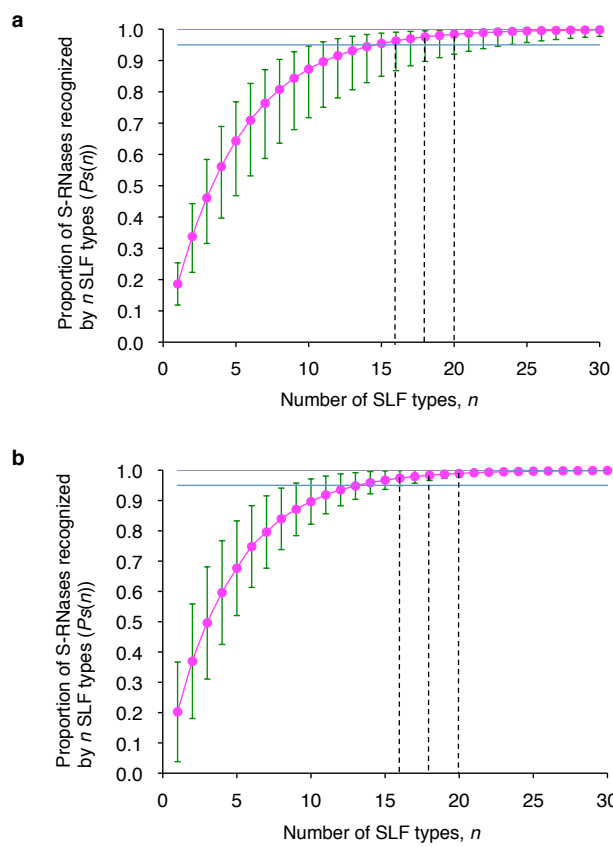 a
Proportion of S-RNases recognized
by n SLF types (Ps(n))
1.0
0.9
0.8
0.7
0.6
0.5
0.4
0.3
0.2
0.1
0.0
0 5 10 15 20 25 30
Number of SLF types, n
b
Proportion of S-RNases recognized
by n SLF types (Ps(n))
1.0
0.9
0.8
0.7
0.6
0.5
0.4
0.3
0.2
0.1
0.0
0 5 10 15 20 25 30
Number of SLF types, n